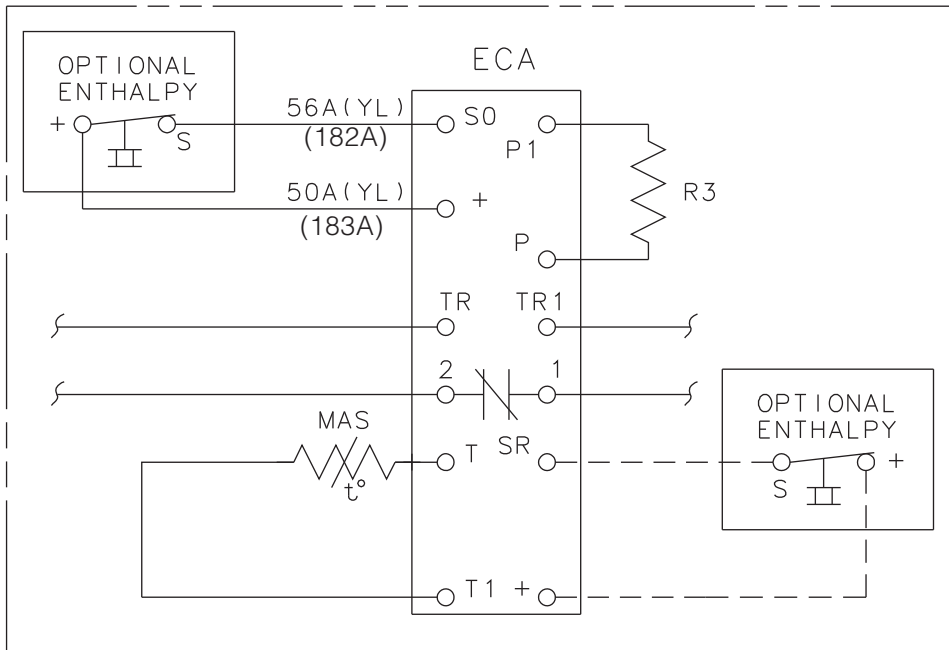 ECA
OPTIONAL
ENTHALPY
+
S
56A(YL)
(182A)
50A(YL)
(183A)
S0
P1
+
R3
P
TR
TR1
2
1
MAS
t°
T
SR
T1
+
OPTIONAL
ENTHALPY
S
+